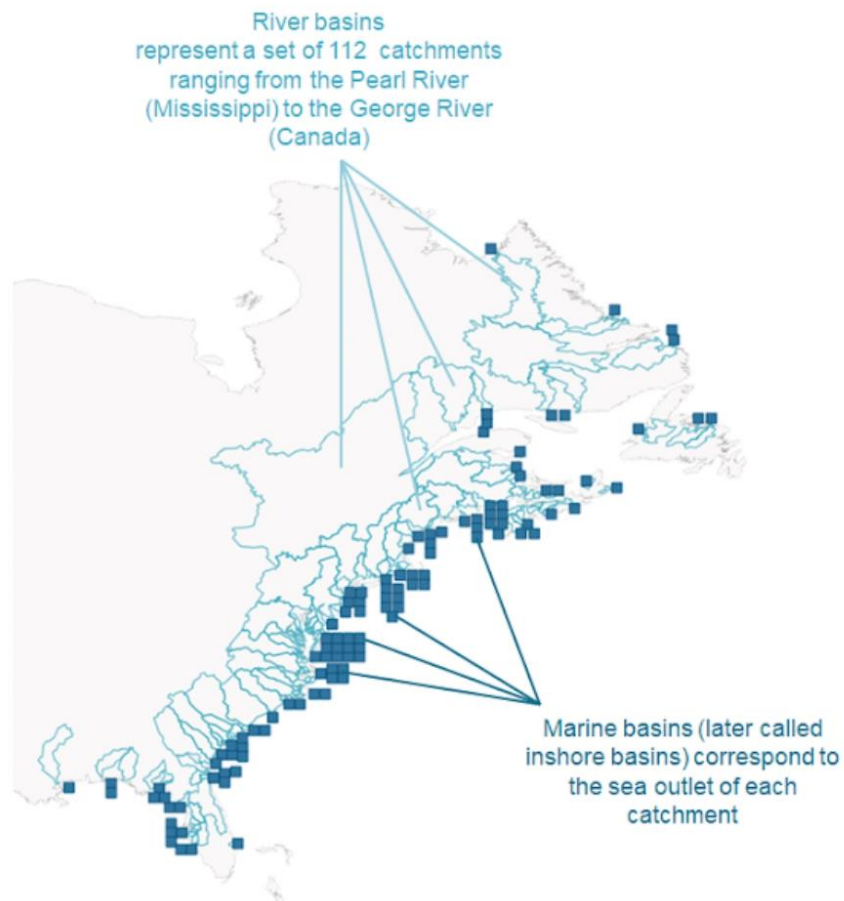 River basins
represent a set of 112 catchments
ranging from the Pearl River
(Mississippi) to the George River
(Canada)
Marine basins (later called
inshore basins) correspond to
the sea outlet of each
catchment